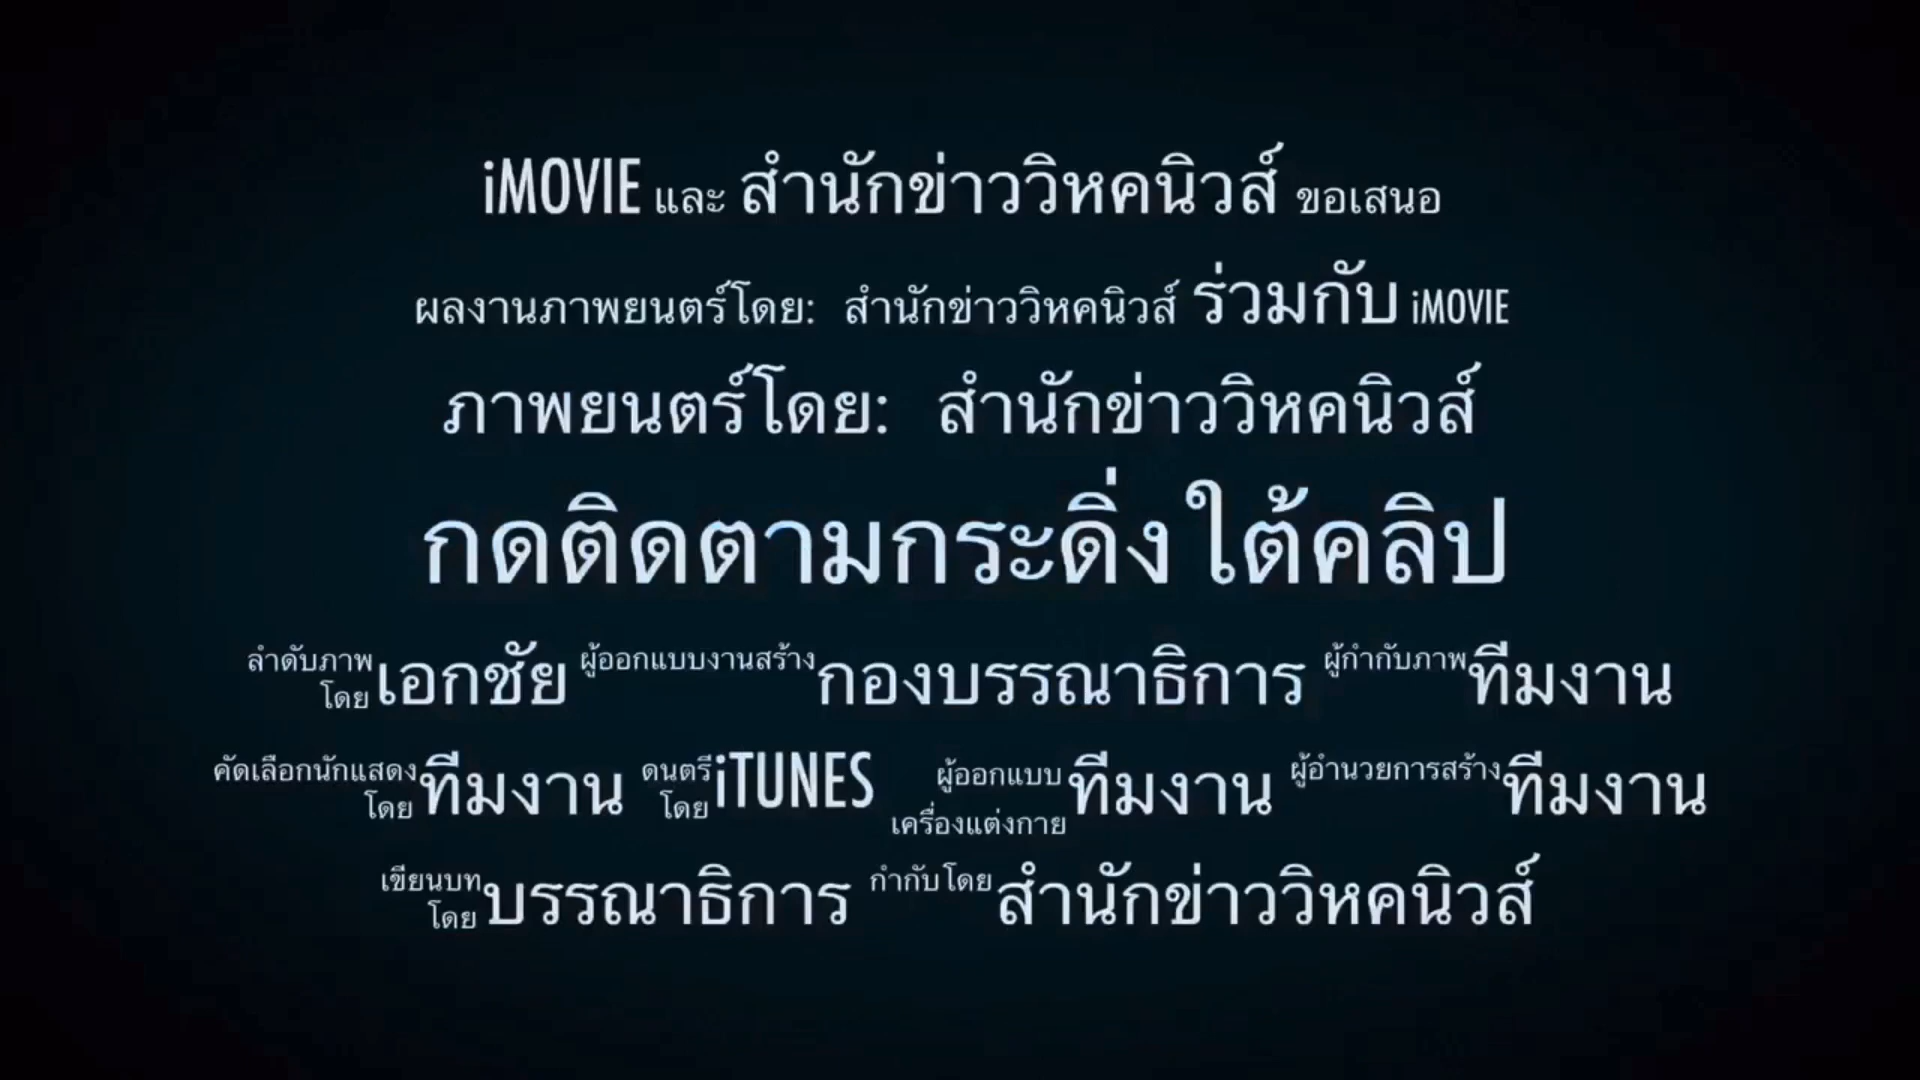 iMOVIE และ สำนักข่าววิหคนิวส์ ขอเสนอ
ผลงานภาพยนตร์โดย: สำนักข่าววิหคนิวส์ ร่วมกับ iMOVIE
ภาพยนตร์โดย: สำนักข่าววิหคนิวส์
กดติดตามกระดิ่งใต้คลิป
ลำดับภาพโดย เอกชัย ผู้ออกแบบงานสร้าง กองบรรณาธิการ ผู้กำกับภาพ ทีมงาน
คัดเลือกนักแสดงโดย ทีมงาน ดนตรีโดย iTUNES ผู้ออกแบบเครื่องแต่งกาย ทีมงาน ผู้อำนวยการสร้าง ทีมงาน
เขียนบทโดย บรรณาธิการ กำกับโดย สำนักข่าววิหคนิวส์